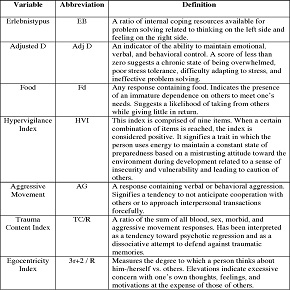 Variable Abbreviation Definition
Erlebnistypus EB A ratio of internal coping resources available for
problem solving related to thinking on the left side and
feeling on the right side.
Adjusted D Adj D An indicator of the ability to maintain emotional,
verbal, and behavioral control. A score of less than
zero suggests a chronic state of being overwhelmed,
poor stress tolerance, difficulty adapting to stress, and
ineffective problem solving.
Food Fd Any response containing food. Indicates the presence
of an immature dependence on others to meet one's
needs. Suggests a likelihood of taking from others
while giving little in return.
Hypervigilance HVI This index is comprised of nine items. When a certain
Index combination of items is reached, the index is
considered positive. It signifies a trait in which the
person uses energy to maintain a constant state of
preparedness based on a mistrusting attitude toward the
environment during development related to a sense of
insecurity and vulnerability and leading to caution of
others.
Aggressive AG A response containing verbal or behavioral aggression.
Movement Signifies a tendency to not anticipate cooperation with
others or to approach interpersonal transactions
forcefully.
Trauma TC/R A ratio of the sum of all blood, sex, morbid, and
Content Index aggressive movement responses. Has been interpreted
as a tendency toward psychotic regression and as a
dissociative attempt to defend against traumatic
memories.
Egocentricity 3r+2 / R Measures the degree to which a person thinks about
Index him-/herself vs. others. Elevations indicate excessive
concern with one's own thoughts, feelings, and
motivations at the expense of those of others.